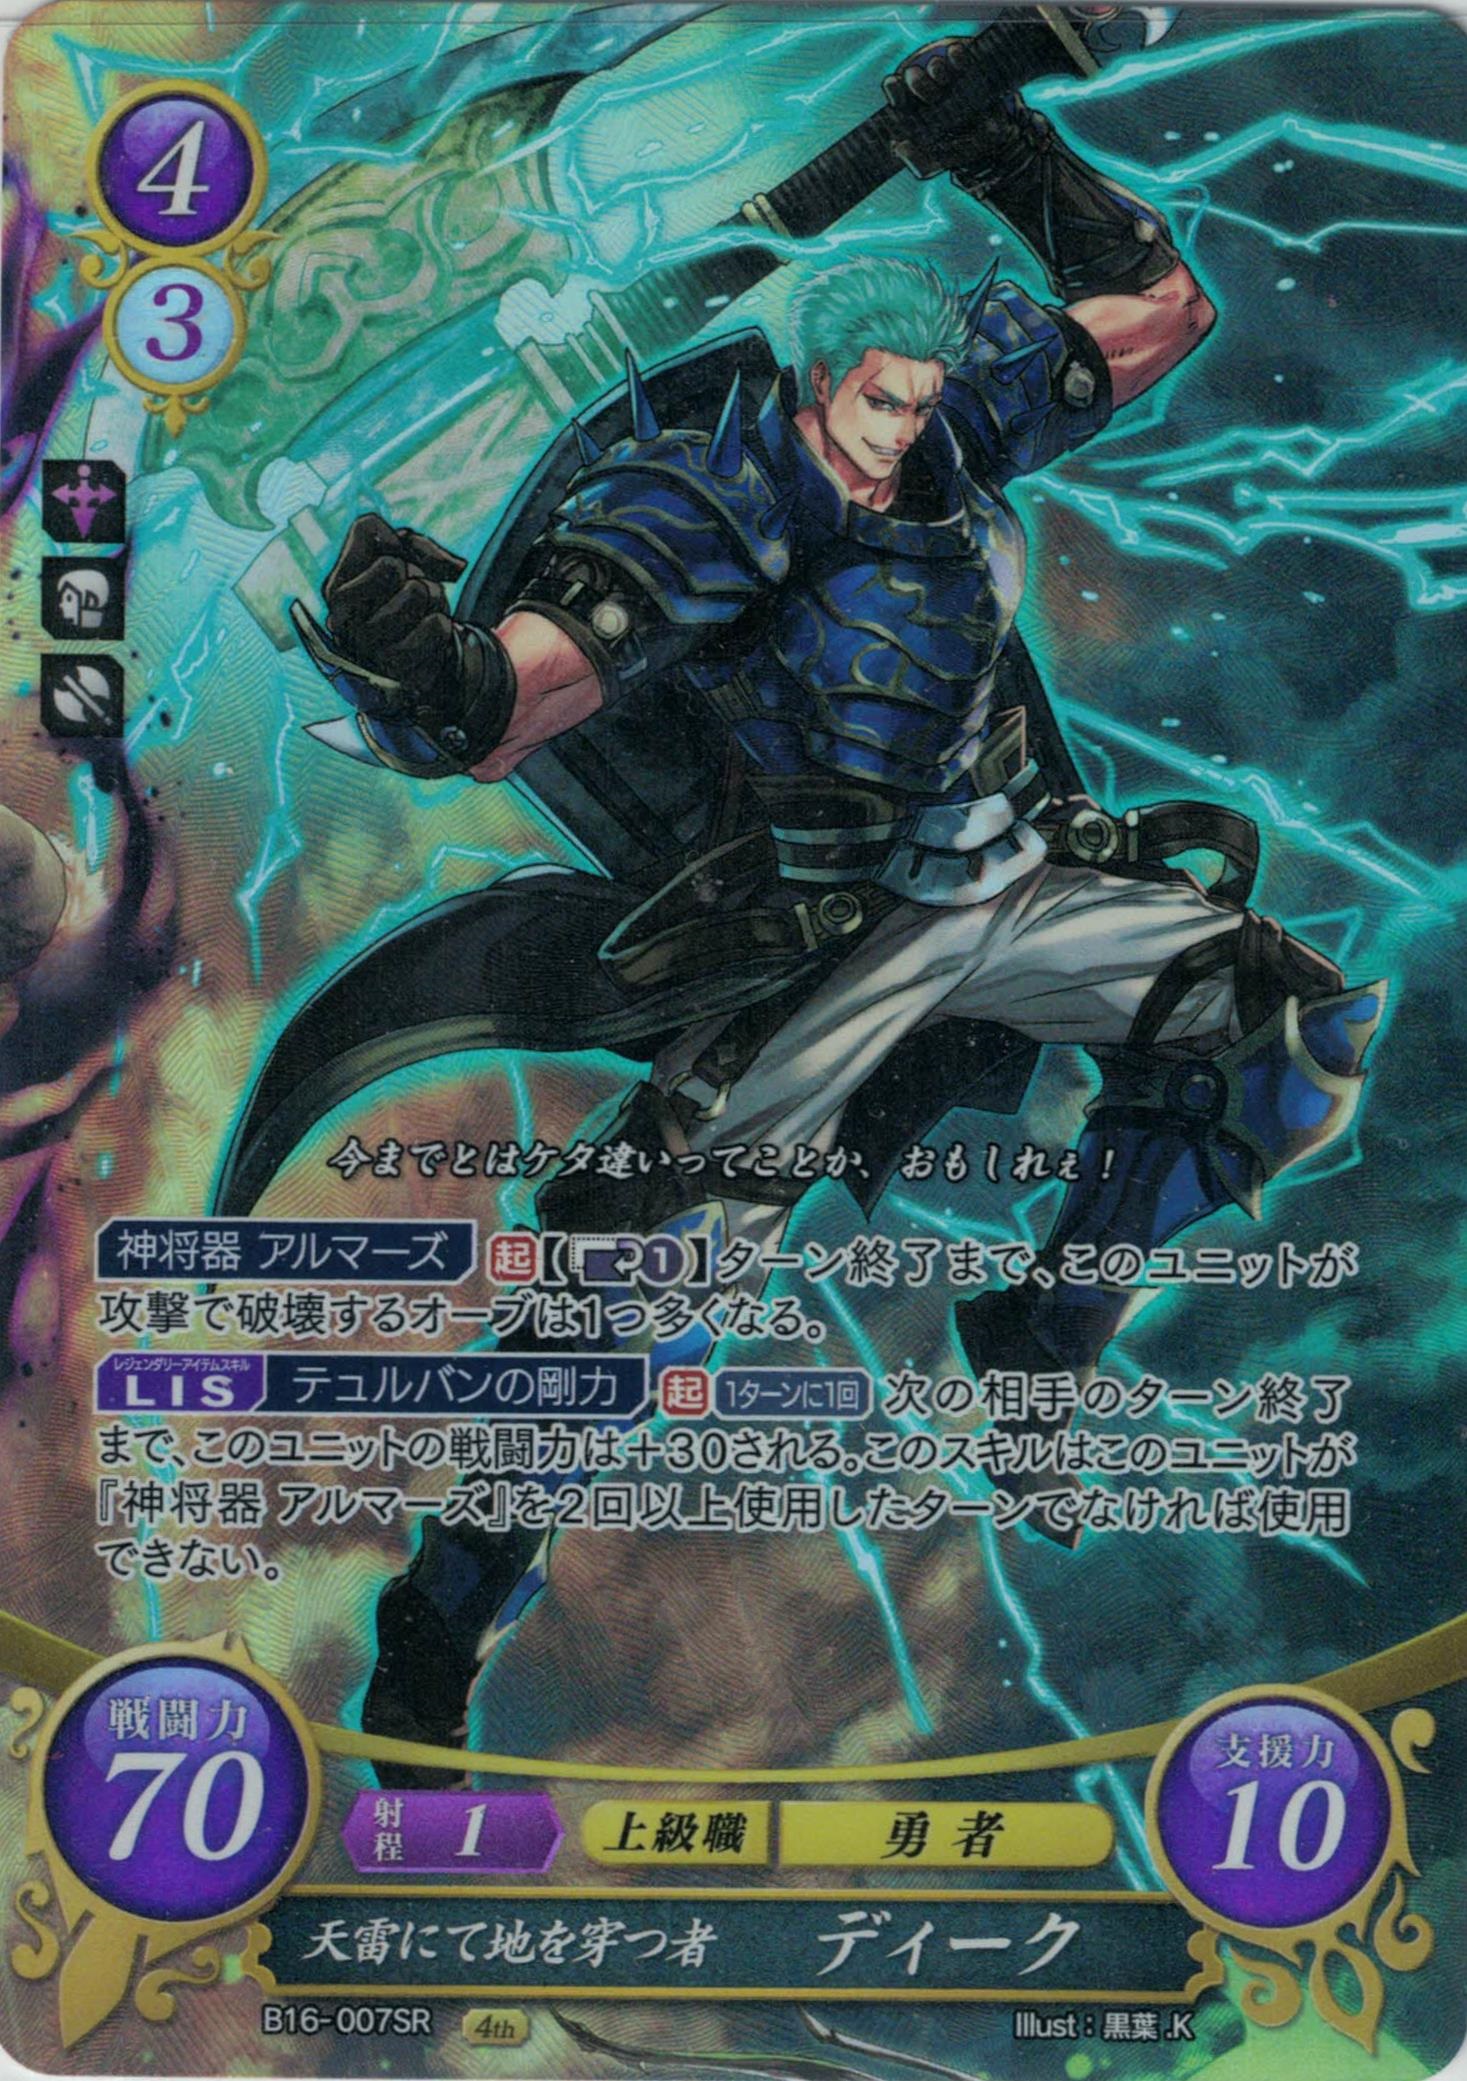 4
3
今までとはケタ違いってことか、おもしれぇ！
神将器 アルマーズ 起【 1】ターン終了まで、このユニットが
攻撃で破壊するオーブは1つ多くなる。
レジェンダリーアイテムスキル
LIS テュルバンの剛力 起 1ターンに1回 次の相手のターン終了
まで、このユニットの戦闘力は＋30される。このスキルはこのユニットが
『神将器 アルマーズ』を2回以上使用したターンでなければ使用
できない。
戦闘力
70
射程 1
上級職 勇者
支援力
10
天雷にて地を穿つ者 ディーク
B16-007SR 4th Illust：黒葉.K